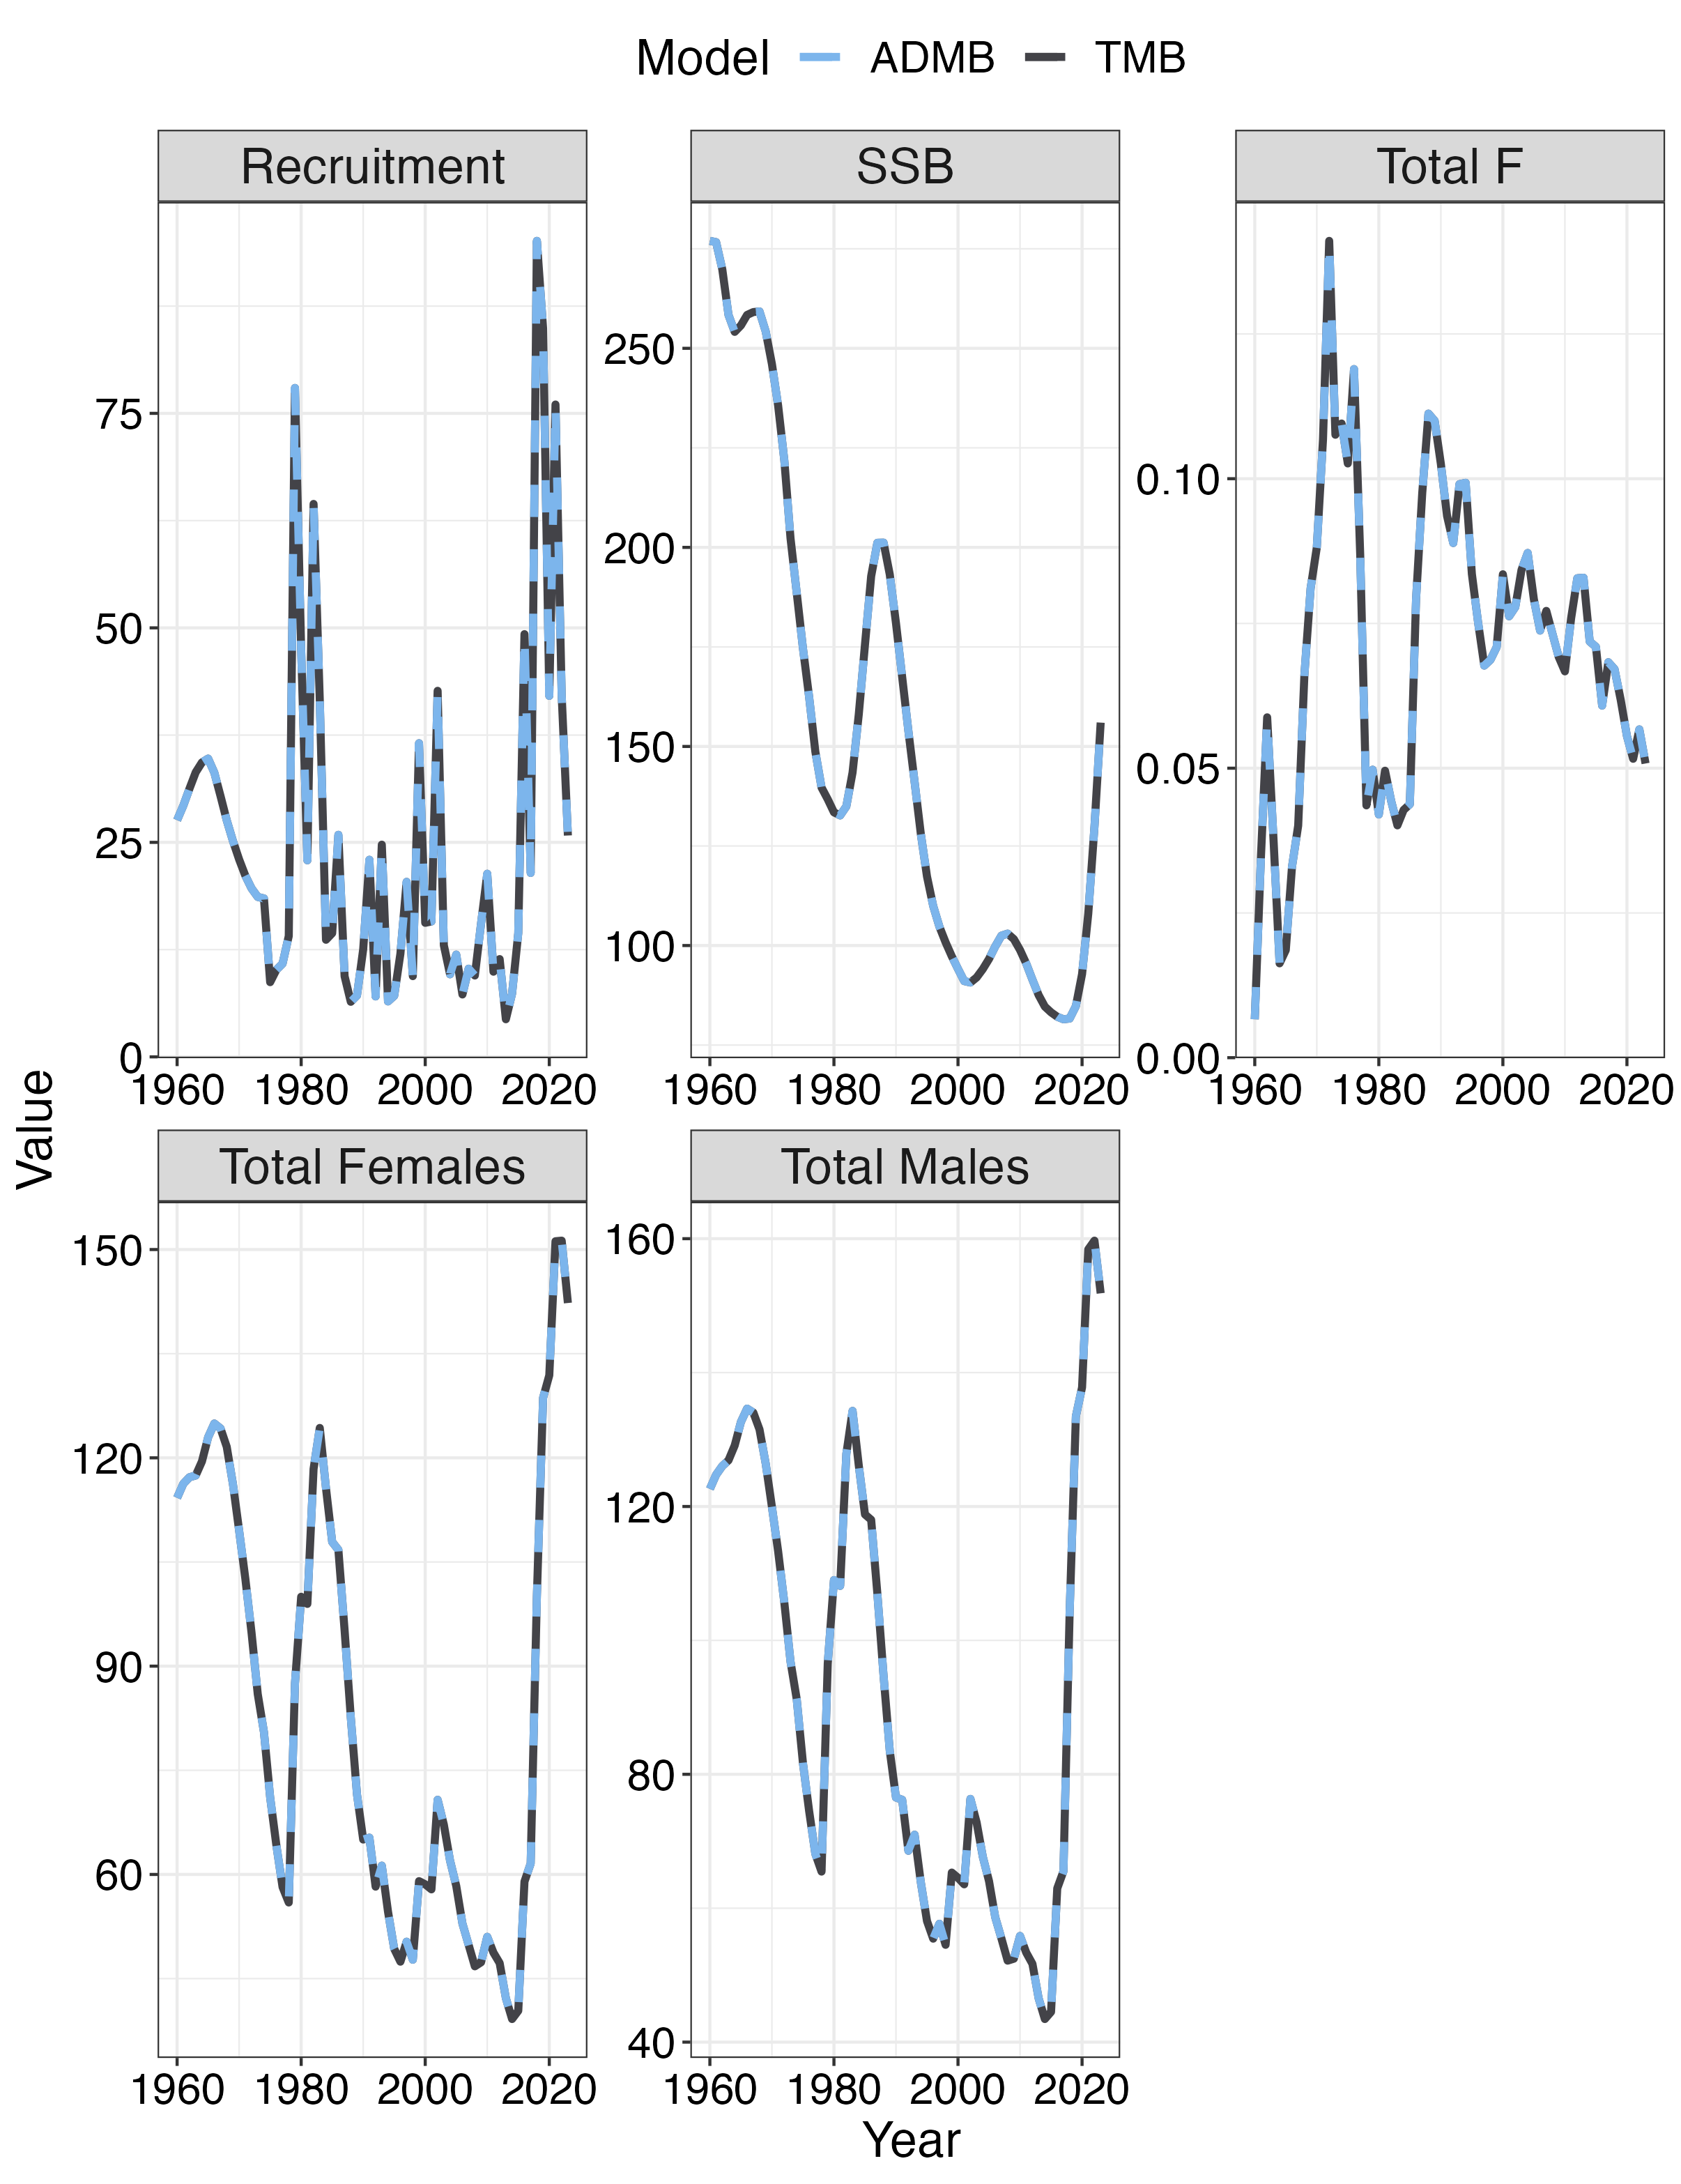 Model ADMB TMB
Recruitment SSB Total F
75
50
25
0
250
200
150
100
0.10
0.05
0.00
1960 1980 2000 2020 1960 1980 2000 2020 1960 1980 2000 2020
Value
Total Females Total Males
150
120
90
60
160
120
80
40
1960 1980 2000 2020 1960 1980 2000 2020
Year